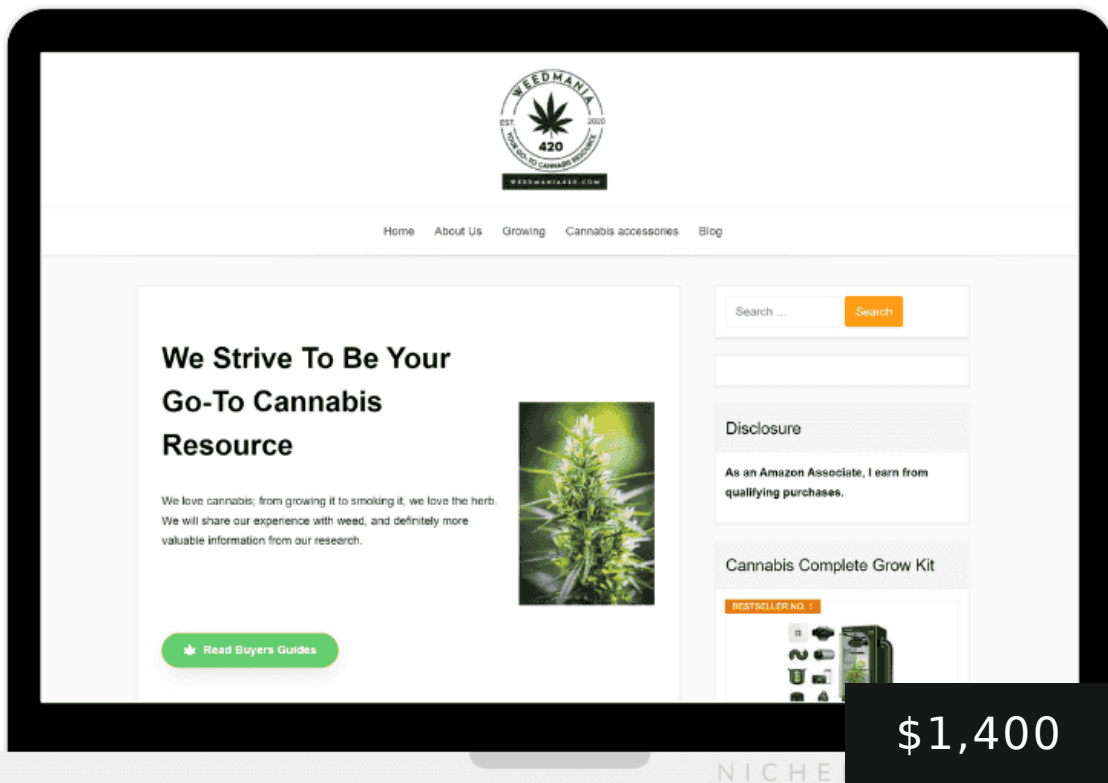 WEEDMANIA
EST. 2020
420
YOUR GO-TO CANNABIS RESOURCE
WEEDMANIA420.COM
Home About Us Growing Cannabis accessories Blog
Search ... Search
We Strive To Be Your
Go-To Cannabis
Resource
We love cannabis; from growing it to smoking it, we love the herb.
We will share our experience with weed, and definitely more
valuable information from our research.
Read Buyers Guides
Disclosure
As an Amazon Associate, I earn from
qualifying purchases.
Cannabis Complete Grow Kit
BESTSELLER NO. 1
$1,400
NICHE